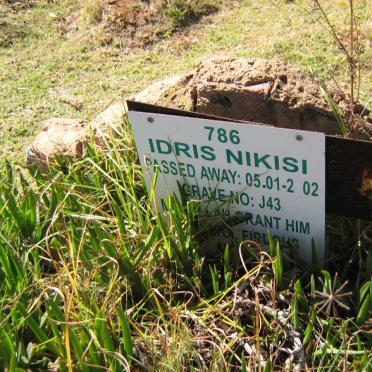 786
IDRIS NIKISI
PASSED AWAY: 05.01-2 02
GRAVE NO: J43
GRANT HIM